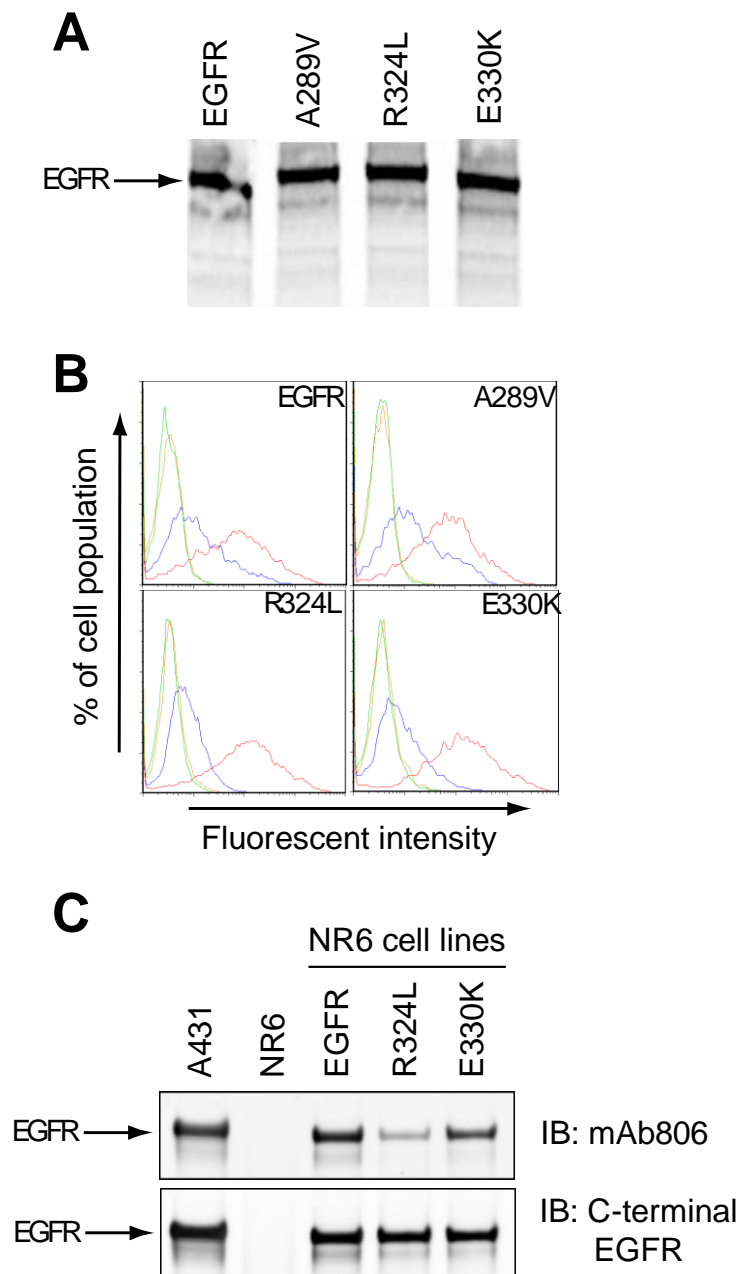 A
EGFR
A289V
R324L
E330K
EGFR
B
EGFR
A289V
R324L
E330K
% of cell population
Fluorescent intensity
C
NR6 cell lines
A431
NR6
EGFR
R324L
E330K
EGFR
IB: mAb806
EGFR
IB: C-terminal
EGFR